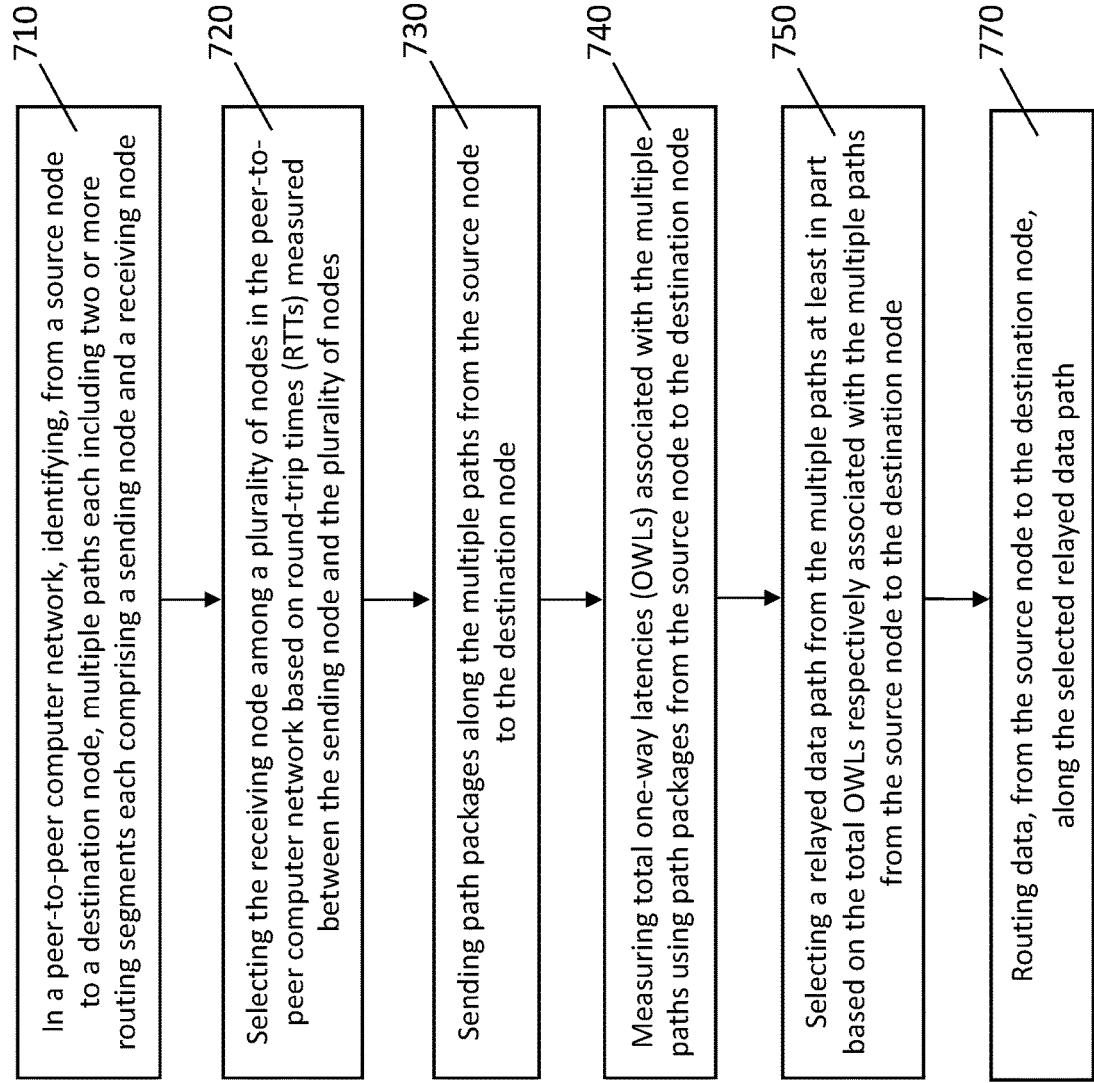 710
In a peer-to-peer computer network, identifying, from a source node
to a destination node, multiple paths each including two or more
routing segments each comprising a sending node and a receiving node
720
Selecting the receiving node among a plurality of nodes in the peer-to-
peer computer network based on round-trip times (RTTs) measured
between the sending node and the plurality of nodes
730
Sending path packages along the multiple paths from the source node
to the destination node
740
Measuring total one-way latencies (OWLs) associated with the multiple
paths using path packages from the source node to the destination node
750
Selecting a relayed data path from the multiple paths at least in part
based on the total OWLs respectively associated with the multiple paths
from the source node to the destination node
770
Routing data, from the source node to the destination node,
along the selected relayed data path